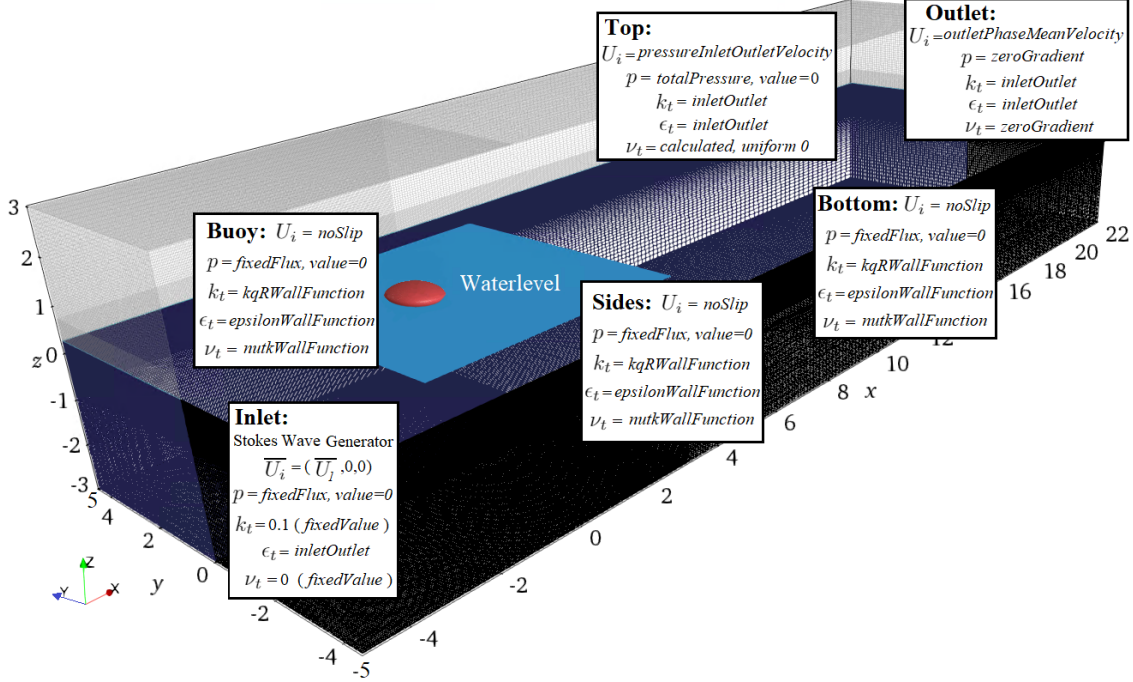 Top:
U_i = pressureInletOutletVelocity
p = totalPressure, value=0
k_t = inletOutlet
ϵ_t = inletOutlet
ν_t = calculated, uniform 0
Outlet:
U_i = outletPhaseMeanVelocity
p = zeroGradient
k_t = inletOutlet
ϵ_t = inletOutlet
ν_t = zeroGradient
Buoy: U_i = noSlip
p = fixedFlux, value=0
k_t = kqRWallFunction
ϵ_t = epsilonWallFunction
ν_t = nutkWallFunction
Waterlevel
Sides: U_i = noSlip
p = fixedFlux, value=0
k_t = kqRWallFunction
ϵ_t = epsilonWallFunction
ν_t = nutkWallFunction
Bottom: U_i = noSlip
p = fixedFlux, value=0
k_t = kqRWallFunction
ϵ_t = epsilonWallFunction
ν_t = nutkWallFunction
Inlet:
Stokes Wave Generator
\overline{U_i} = ( \overline{U_1} ,0,0)
p = fixedFlux, value=0
k_t = 0.1 ( fixedValue )
ϵ_t = inletOutlet
ν_t = 0 ( fixedValue )
3
2
1
z 0
-1
-2
-3
5
4
2
y 0
-2
-4
-5
-4
-2
0
2
4
6
8
x
10
12
16
18
20
22
Z
Y
X